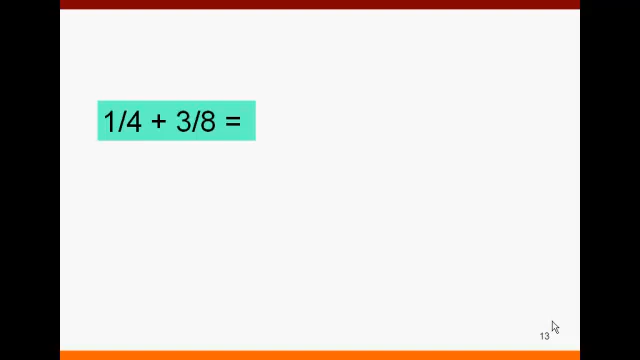 1/4 + 3/8 =
13